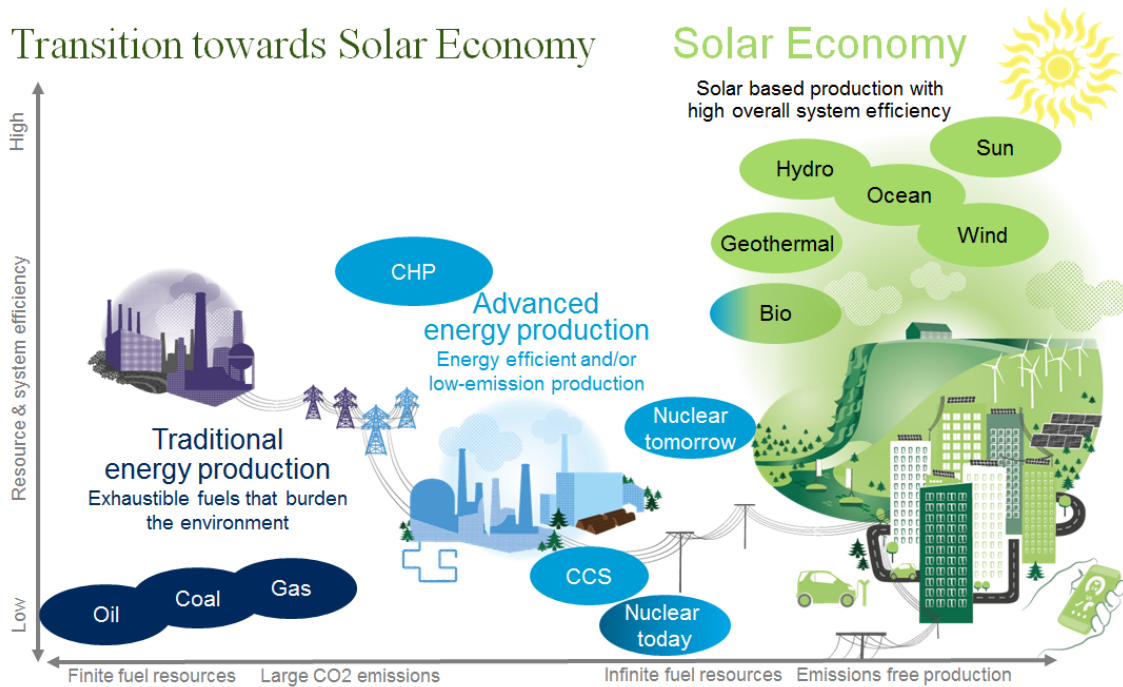 Transition towards Solar Economy
Solar Economy
Solar based production with
high overall system efficiency
High
Resource & system efficiency
Low
Sun
Hydro
Ocean
Wind
Geothermal
Bio
CHP
Advanced
energy production
Energy efficient and/or
low-emission production
Nuclear
tomorrow
Traditional
energy production
Exhaustible fuels that burden
the environment
Oil
Coal
Gas
CCS
Nuclear
today
Finite fuel resources
Large CO2 emissions
Infinite fuel resources
Emissions free production